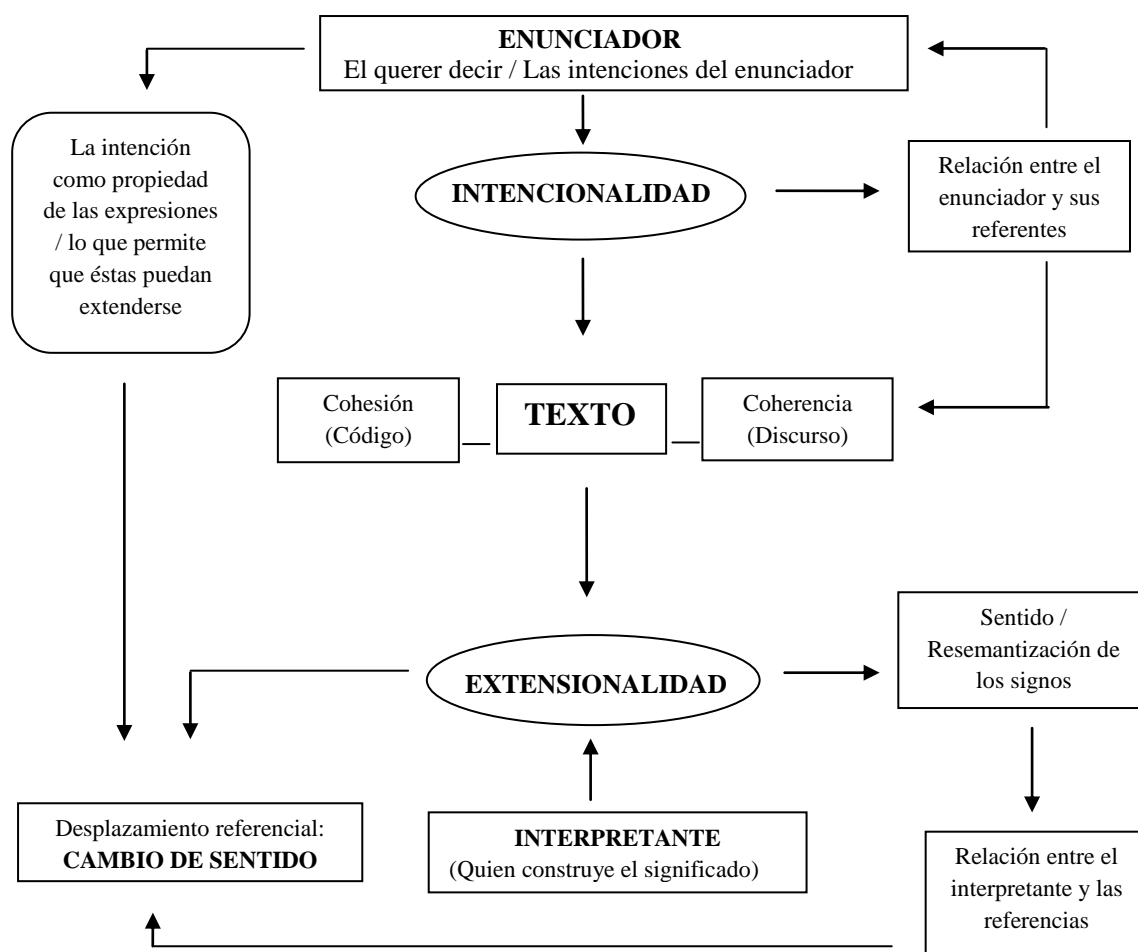 ENUNCIADOR
El querer decir / Las intenciones del enunciador
La intención
como propiedad
de las expresiones
/ lo que permite
que éstas puedan
extenderse
INTENCIONALIDAD
Relación entre el
enunciador y sus
referentes
Cohesión
(Código)
TEXTO
Coherencia
(Discurso)
EXTENSIONALIDAD
Sentido /
Resemantización de
los signos
Desplazamiento referencial:
CAMBIO DE SENTIDO
INTERPRETANTE
(Quien construye el significado)
Relación entre el
interpretante y las
referencias